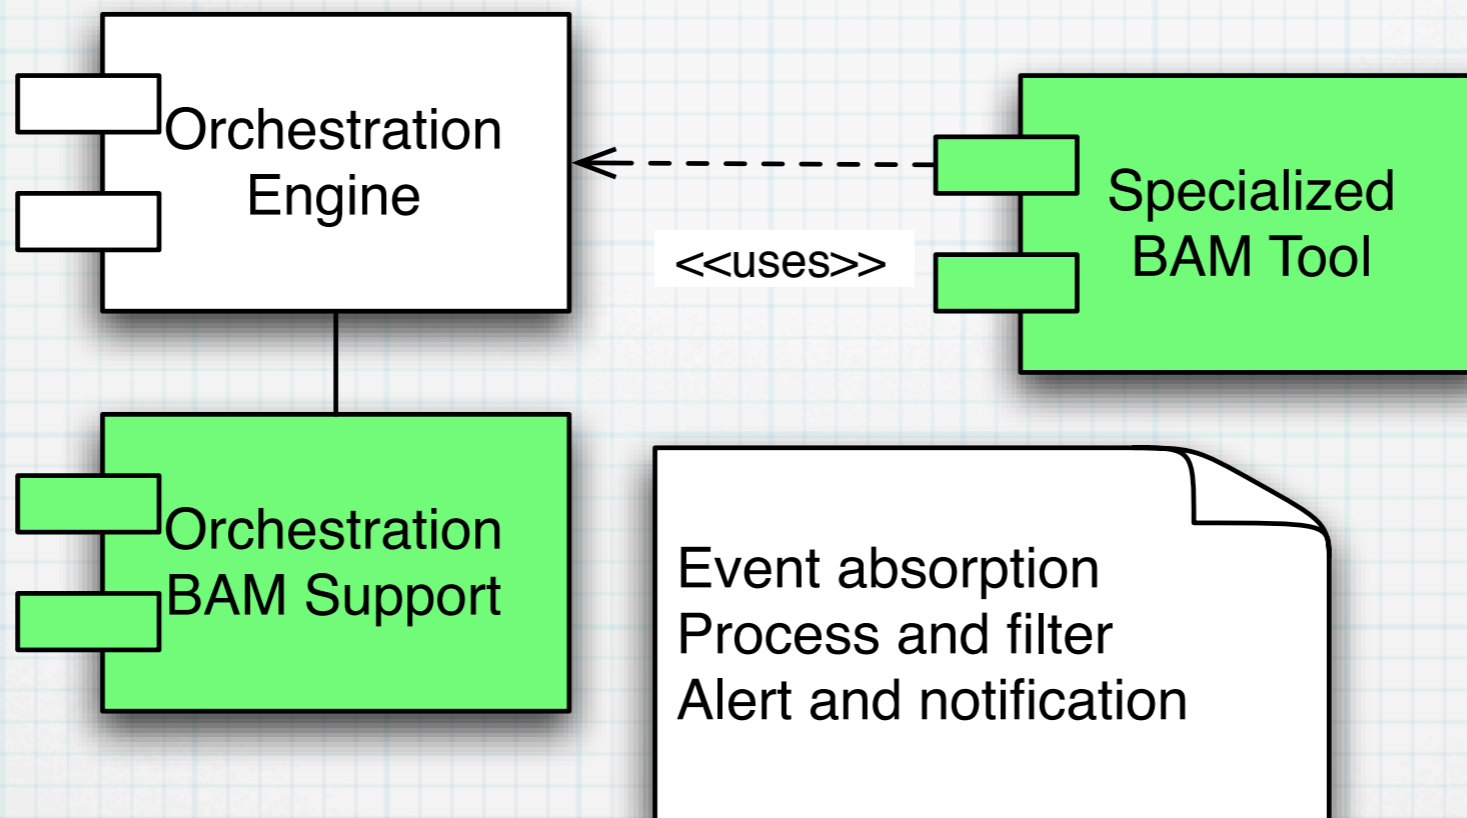 Orchestration
Engine
<<uses>>
Specialized
BAM Tool
Orchestration
BAM Support
Event absorption
Process and filter
Alert and notification